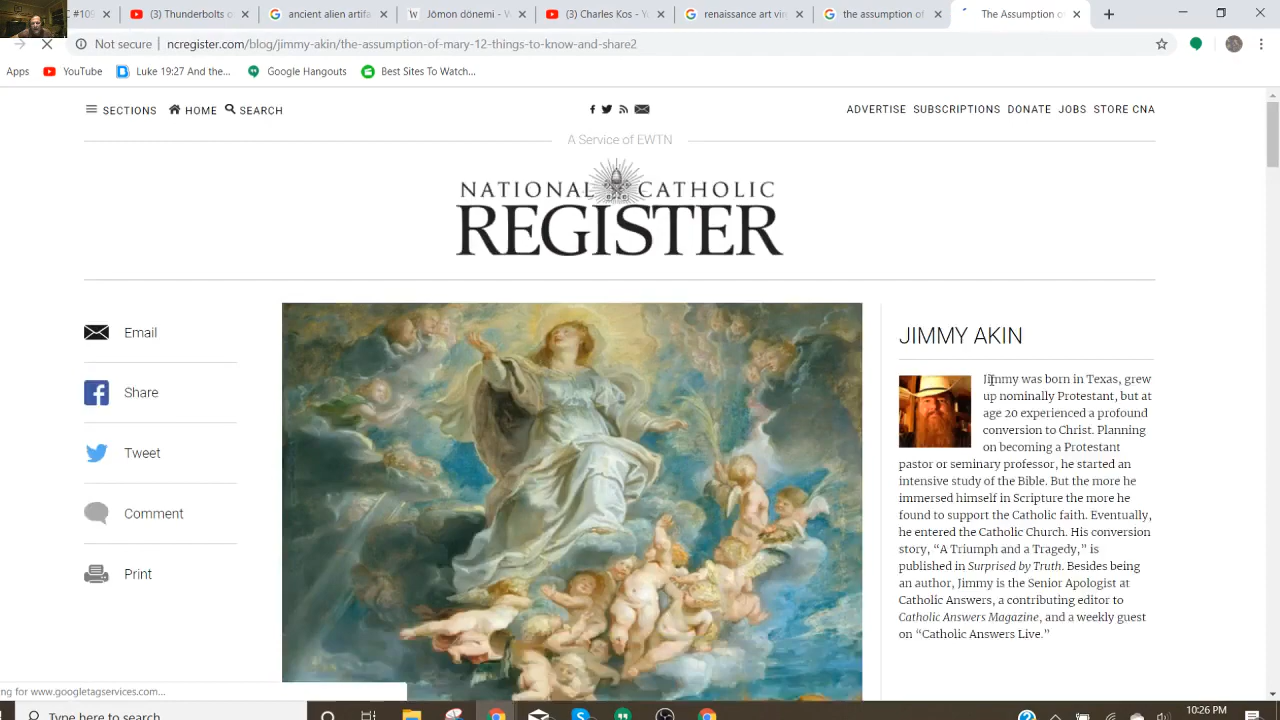 #109
(3) Thunderbolts o
ancient alien artifa
(3) Charles Kos - Y
renaissance art virg
the assumption of
The Assumption o
Not secure | ncregister.com/blog/jimmy-akin/the-assumption-of-mary-12-things-to-know-and-share2
Apps YouTube Luke 19:27 And the... Google Hangouts Best Sites To Watch...
SECTIONS HOME SEARCH
ADVERTISE SUBSCRIPTIONS DONATE JOBS STORE CNA
A Service of EWTN
NATIONAL CATHOLIC
REGISTER
Email
Share
Tweet
Comment
Print
JIMMY AKIN
Jimmy was born in Texas, grew
up nominally Protestant, but at
age 20 experienced a profound
conversion to Christ. Planning
on becoming a Protestant
pastor or seminary professor, he started an
intensive study of the Bible. But the more he
immersed himself in Scripture the more he
found to support the Catholic faith. Eventually,
he entered the Catholic Church. His conversion
story, “A Triumph and a Tragedy,” is
published in Surprised by Truth. Besides being
an author, Jimmy is the Senior Apologist at
Catholic Answers, a contributing editor to
Catholic Answers Magazine, and a weekly guest
on “Catholic Answers Live.”
ng for www.googletagservices.com...
Type here to search
10:26 PM